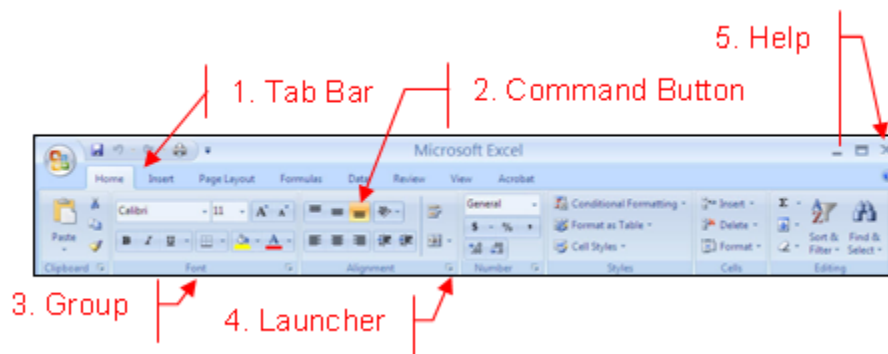 5. Help
1. Tab Bar
2. Command Button
Microsoft Excel
Home Insert Page Layout Formulas Data Review View Acrobat
Calibri 11 A A General Conditional Formatting Insert Σ
Paste $ % , Format as Table Delete Sort & Find &
B I U A Cell Styles Format Filter Select
Clipboard Font Alignment Number Styles Cells Editing
3. Group
4. Launcher